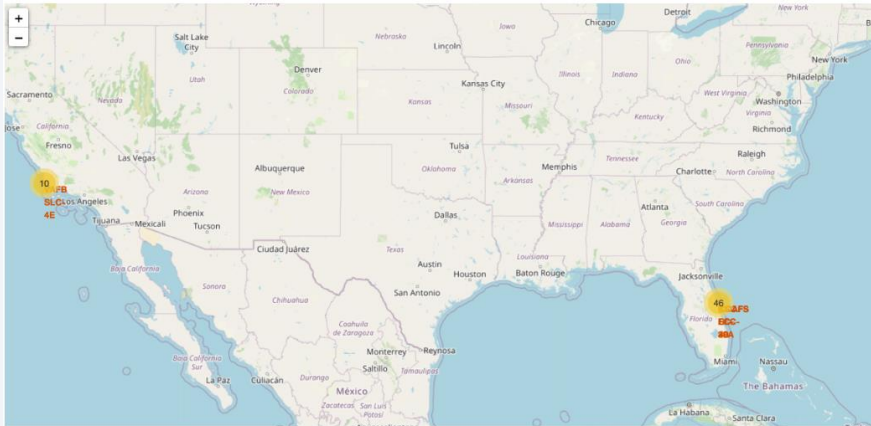 +
−
Salt Lake
City
Nebraska
Iowa
Chicago
Detroit
New York
Lincoln
Pennsylvania
New York
Nevada
Utah
Denver
Colorado
Kansas City
Illinois
Indiana
Ohio
Philadelphia
Sacramento
Kansas
Missouri
West Virginia
Washington
California
Kentucky
Virginia
Richmond
Fresno
Las Vegas
Tulsa
Raleigh
Albuquerque
Oklahoma
Memphis
Tennessee
Charlotte
North Carolina
10
Arizona
New Mexico
Arkansas
FB
SLC-
4E
Los Angeles
Phoenix
Tucson
Dallas
Atlanta
South Carolina
Tijuana
Mexicali
Mississippi
Alabama
Georgia
Ciudad Juárez
Texas
Louisiana
Austin
Houston
Baton Rouge
Jacksonville
Baja California
Sonora
Chihuahua
San Antonio
46
AFS
Florida
Coahuila
de Zaragoza
Baja
California
Sur
Monterrey
Reynosa
Miami
Nassau
Saltillo
Tamaulipas
La Paz
Culiacán
Durango
The Bahamas
México
Zacatecas
San Luis
Potosí
La Habana
Santa Clara